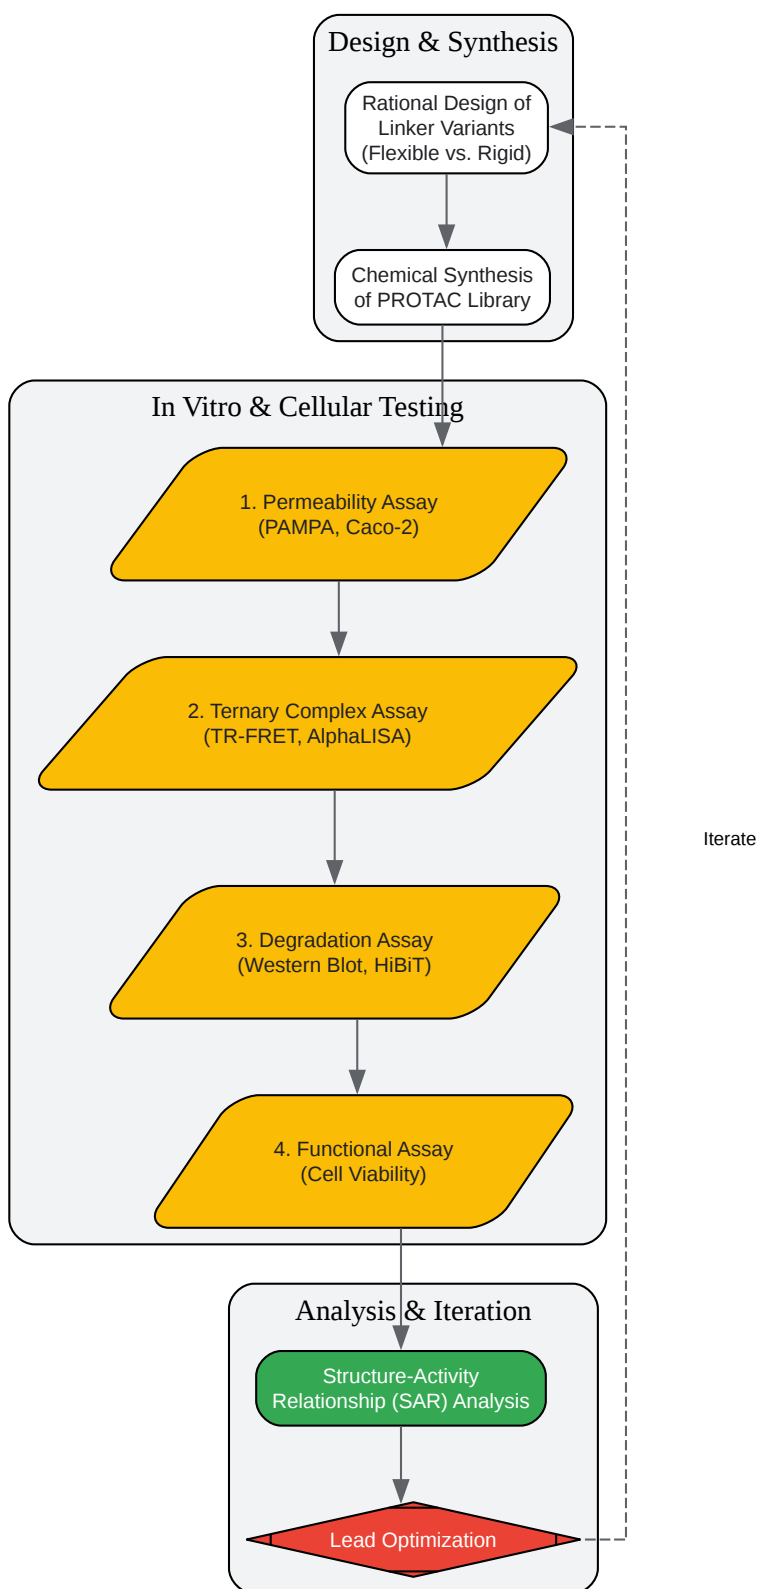 Design & Synthesis
Rational Design of
Linker Variants
(Flexible vs. Rigid)
Chemical Synthesis
of PROTAC Library
In Vitro & Cellular Testing
1. Permeability Assay
(PAMPA, Caco-2)
2. Ternary Complex Assay
(TR-FRET, AlphaLISA)
Iterate
3. Degradation Assay
(Western Blot, HiBiT)
4. Functional Assay
(Cell Viability)
Analysis & Iteration
Structure-Activity
Relationship (SAR) Analysis
Lead Optimization